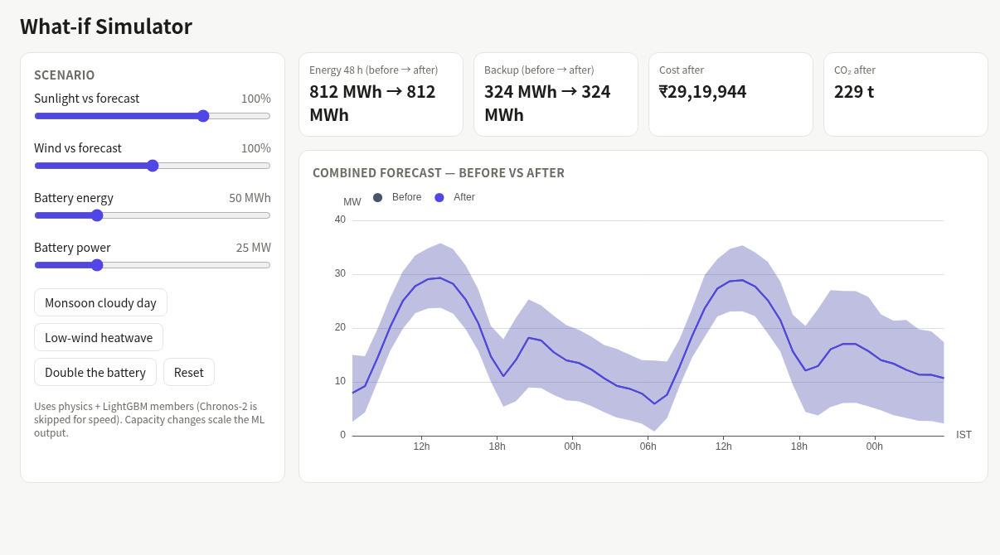 What-if Simulator
SCENARIO
Sunlight vs forecast 100%
Wind vs forecast 100%
Battery energy 50 MWh
Battery power 25 MW
Monsoon cloudy day
Low-wind heatwave
Double the battery Reset
Uses physics + LightGBM members (Chronos-2 is
skipped for speed). Capacity changes scale the ML
output.
Energy 48 h (before → after)
812 MWh → 812
MWh
Backup (before → after)
324 MWh → 324
MWh
Cost after
₹29,19,944
CO₂ after
229 t
COMBINED FORECAST — BEFORE VS AFTER
MW Before After
40
30
20
10
0 IST
12h 18h 00h 06h 12h 18h 00h